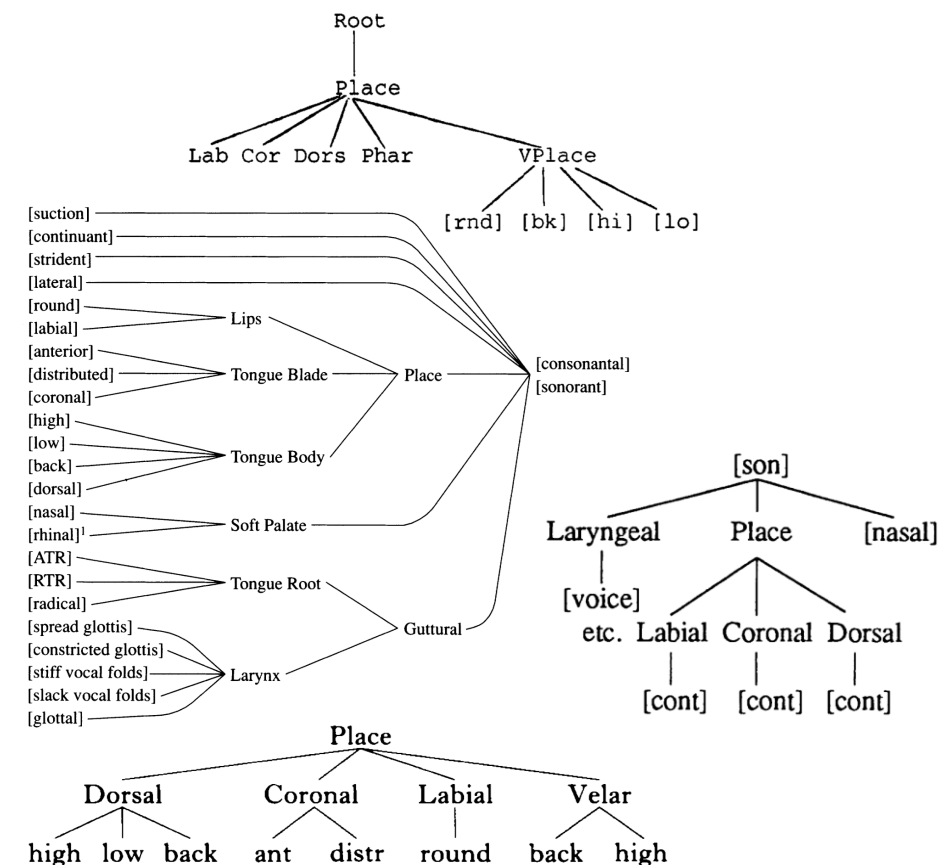 Root
Place
Lab Cor Dors Phar VPlace
[rnd] [bk] [hi] [lo]
[suction]
[continuant]
[strident]
[lateral]
[round]
[labial]
Lips
[anterior]
[distributed]
[coronal]
Tongue Blade
Place
[consonantal]
[sonorant]
[high]
[low]
[back]
[dorsal]
Tongue Body
[nasal]
[rhinal]¹
Soft Palate
[ATR]
[RTR]
[radical]
Tongue Root
Guttural
[spread glottis]
[constricted glottis]
[stiff vocal folds]
[slack vocal folds]
[glottal]
Larynx
[son]
Laryngeal Place [nasal]
[voice]
etc. Labial Coronal Dorsal
[cont] [cont] [cont]
Place
Dorsal Coronal Labial Velar
high low back ant distr round back high